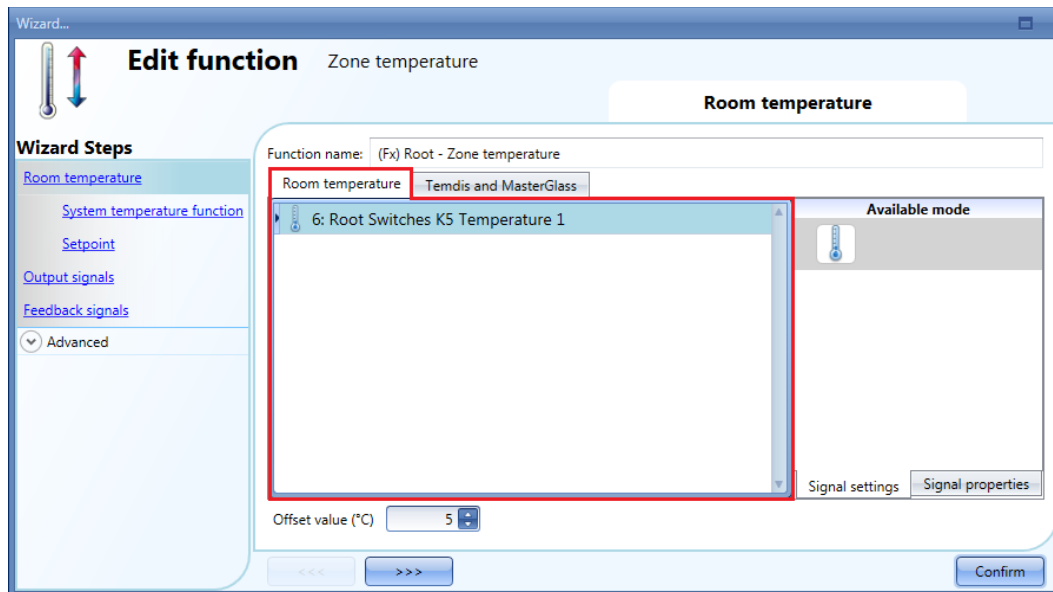 Wizard...
Edit function Zone temperature
Room temperature
Wizard Steps
Room temperature
System temperature function
Setpoint
Output signals
Feedback signals
Advanced
Function name: (Fx) Root - Zone temperature
Room temperature Temdis and MasterGlass
6: Root Switches K5 Temperature 1
Available mode
Signal settings Signal properties
Offset value (°C) 5
<<< >>> Confirm